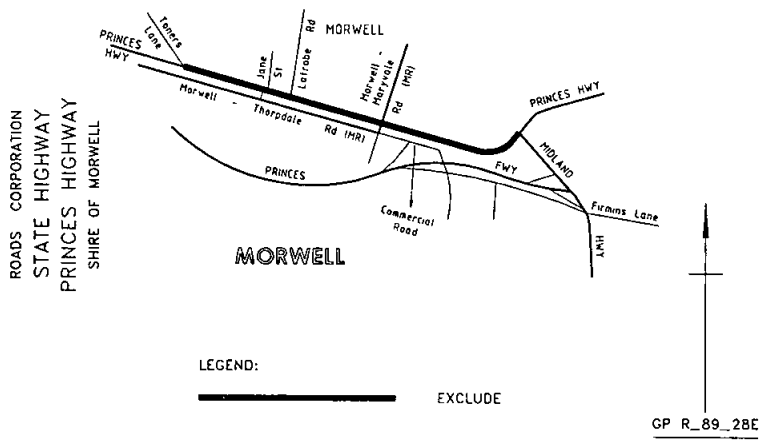 ROADS CORPORATION
STATE HIGHWAY
PRINCES HIGHWAY
SHIRE OF MORWELL
Toners
Lane
PRINCES
HWY
Jane
St
Latrobe Rd
MORWELL
Morwell -
Maryvale
Rd (MR)
Morwell - Thorpdale Rd (MR)
PRINCES HWY
MIDLAND
HWY
PRINCES
FWY
Firmins Lane
Commercial
Road
MORWELL
LEGEND:
EXCLUDE
GP R_89_28E